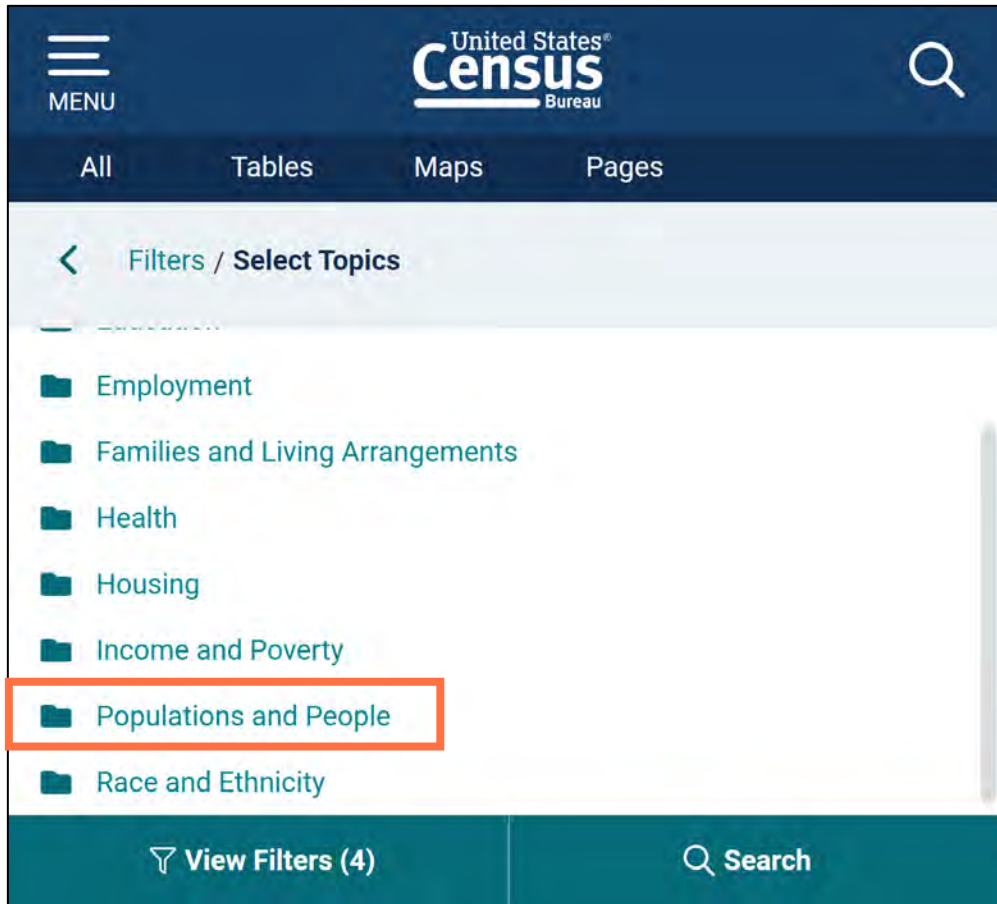 United States®
Census
Bureau
MENU
All Tables Maps Pages
Filters / Select Topics
Employment
Families and Living Arrangements
Health
Housing
Income and Poverty
Populations and People
Race and Ethnicity
View Filters (4) Search